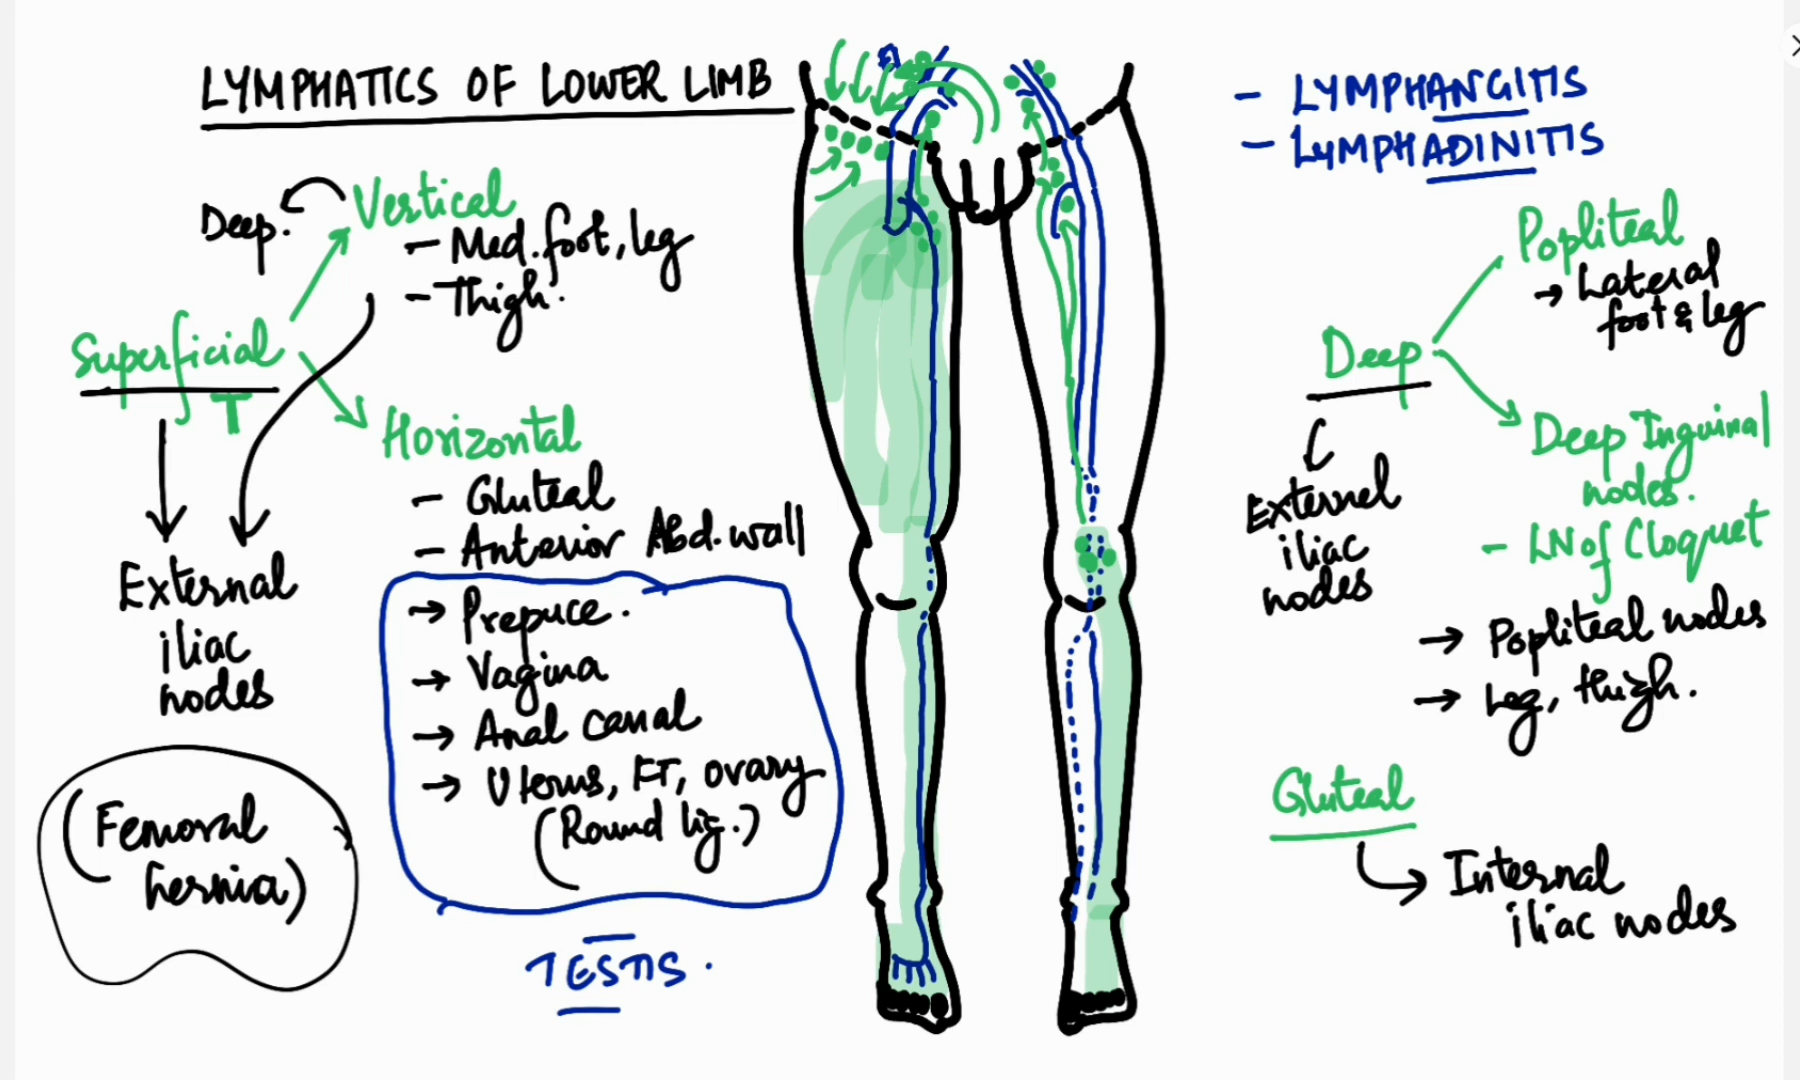 LYMPHATICS OF LOWER LIMB
Deep.
Vertical
- Med. foot, leg
- Thigh.
Superficial
T
Horizontal
- Gluteal
- Anterior Abd. wall
→ Prepuce.
→ Vagina
→ Anal canal
→ Uterus, FT, ovary
(Round lig.)
TESTIS.
External
iliac
nodes
(Femoral
hernia)
- LYMPHANGITIS
- LYMPHADINITIS
Popliteal
→ Lateral
foot & leg
Deep
Deep Inguinal
nodes.
- LN of Cloquet
→ Popliteal nodes
→ Leg, thigh.
External
iliac
nodes
Gluteal
Internal
iliac nodes